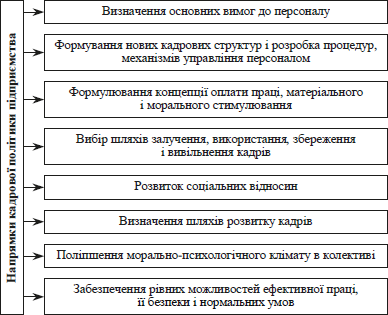 Напрямки кадрової політики підприємства
Визначення основних вимог до персоналу
Формування нових кадрових структур і розробка процедур,
механізмів управління персоналом
Формулювання концепції оплати праці, матеріального
і морального стимулювання
Вибір шляхів залучення, використання, збереження
і вивільнення кадрів
Розвиток соціальних відносин
Визначення шляхів розвитку кадрів
Поліпшення морально-психологічного клімату в колективі
Забезпечення рівних можливостей ефективної праці,
її безпеки і нормальних умов